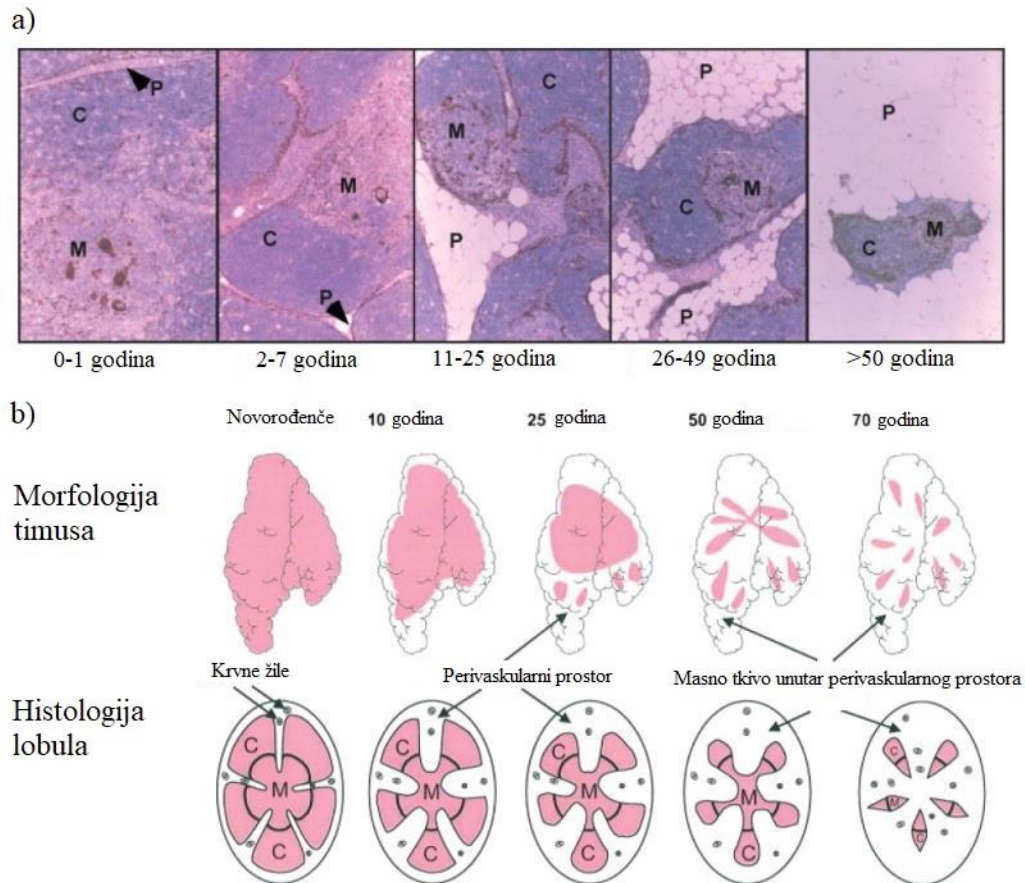 a)
P
C
M
M
C
P
C
M
P
P
M
C
P
P
C
M
0-1 godina
2-7 godina
11-25 godina
26-49 godina
>50 godina
b)
Novorođenče
10 godina
25 godina
50 godina
70 godina
Morfologija
timusa
Krvne žile
Perivaskularni prostor
Masno tkivo unutar perivaskularnog prostora
Histologija
lobula
C
M
C
C
M
C
C
M
C
M
C
C
M
C